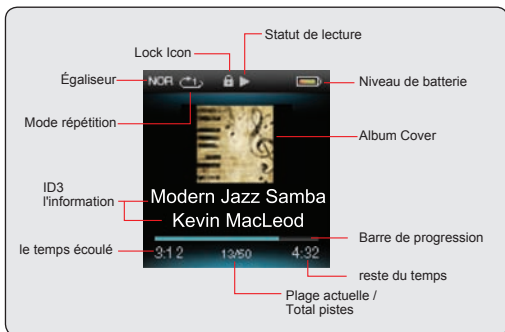 Statut de lecture
Lock Icon
Égaliseur
NOR
1
Niveau de batterie
Mode répétition
Album Cover
ID3
l'information
Modern Jazz Samba
Kevin MacLeod
Barre de progression
le temps écoulé
3:12
13/50
4:32
reste du temps
Plage actuelle /
Total pistes